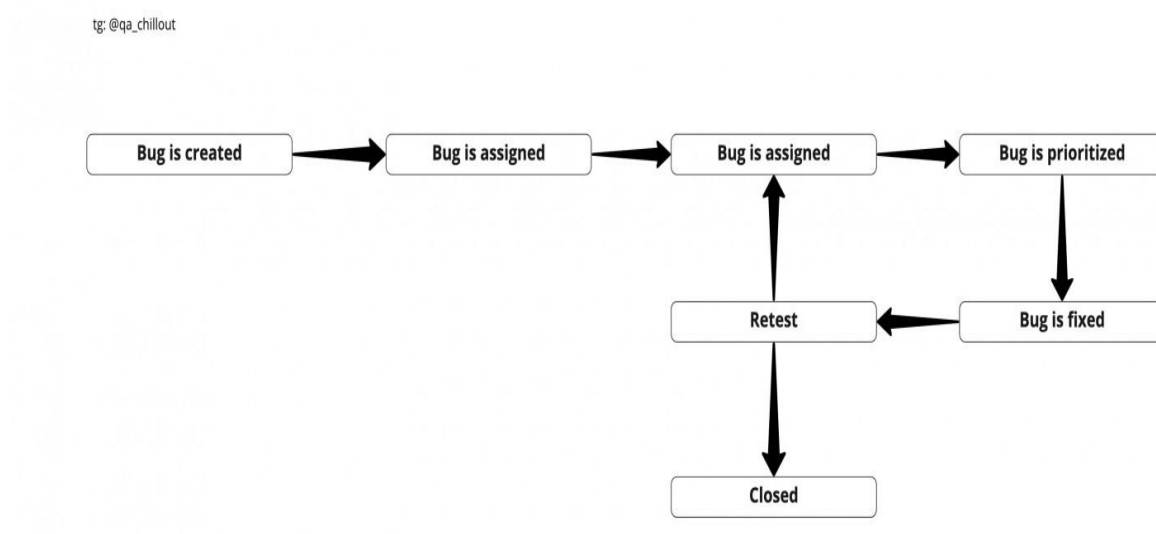 tg: @qa_chillout
Bug is created
Bug is assigned
Bug is assigned
Bug is prioritized
Retest
Bug is fixed
Closed